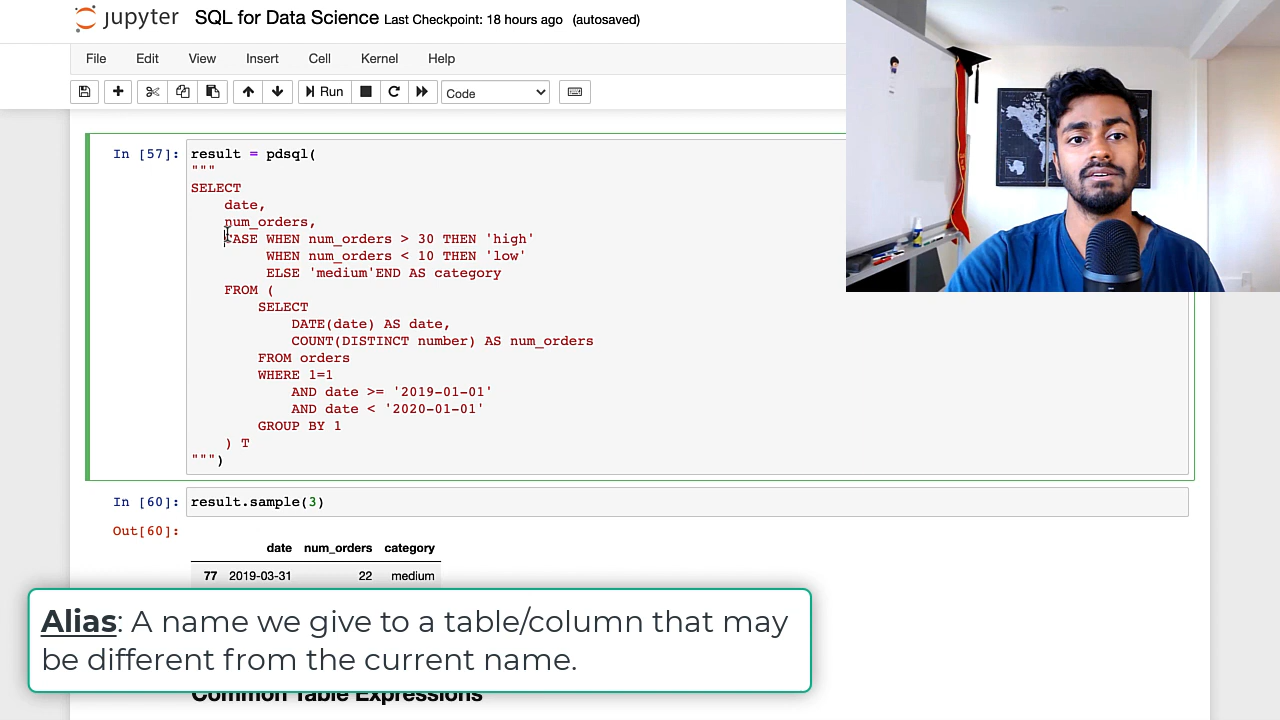 jupyter SQL for Data Science Last Checkpoint: 18 hours ago (autosaved)
File Edit View Insert Cell Kernel Help
Run Code
In [57]: result = pdsql(
"""
SELECT
date,
num_orders,
CASE WHEN num_orders > 30 THEN 'high'
WHEN num_orders < 10 THEN 'low'
ELSE 'medium'END AS category
FROM (
SELECT
DATE(date) AS date,
COUNT(DISTINCT number) AS num_orders
FROM orders
WHERE 1=1
AND date >= '2019-01-01'
AND date < '2020-01-01'
GROUP BY 1
) T
""")
In [60]: result.sample(3)
Out[60]:
date num_orders category
77 2019-03-31 22 medium
Alias: A name we give to a table/column that may
be different from the current name.
Common Table Expressions